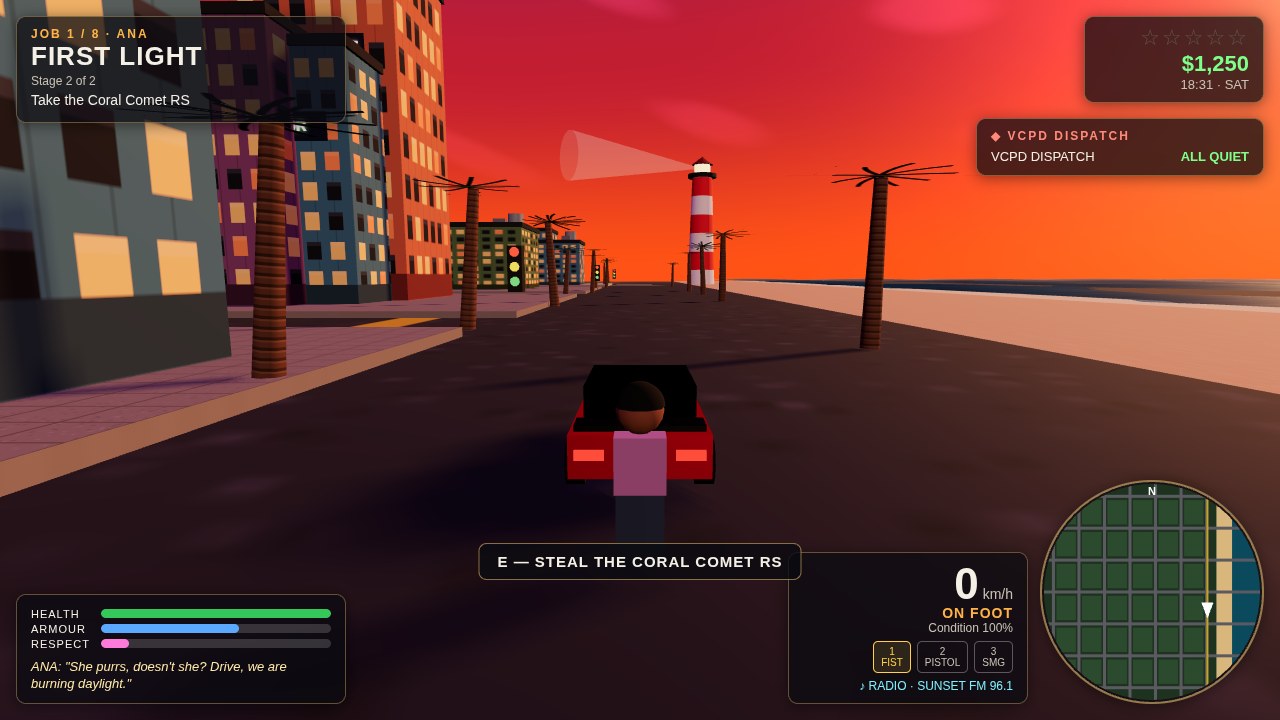 JOB 1 / 8 · ANA
FIRST LIGHT
Stage 2 of 2
Take the Coral Comet RS
☆☆☆☆☆
$1,250
18:31 · SAT
◆ VCPD DISPATCH
VCPD DISPATCH ALL QUIET
E — STEAL THE CORAL COMET RS
HEALTH
ARMOUR
RESPECT
ANA: "She purrs, doesn't she? Drive, we are
burning daylight."
0 km/h
ON FOOT
Condition 100%
1 2 3
FIST PISTOL SMG
♪ RADIO · SUNSET FM 96.1
N